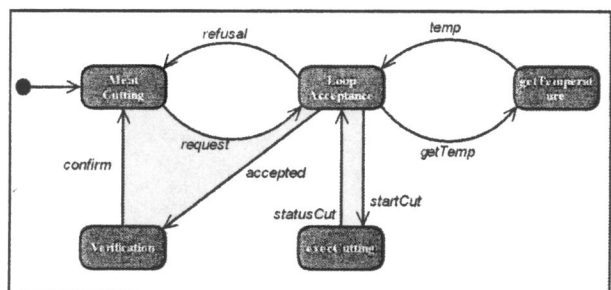 refusal
temp
Meat
Cutting
Loop
Acceptance
getTemperat
ure
request
getTemp
confirm
accepted
statusCut
startCut
Verification
execCutting